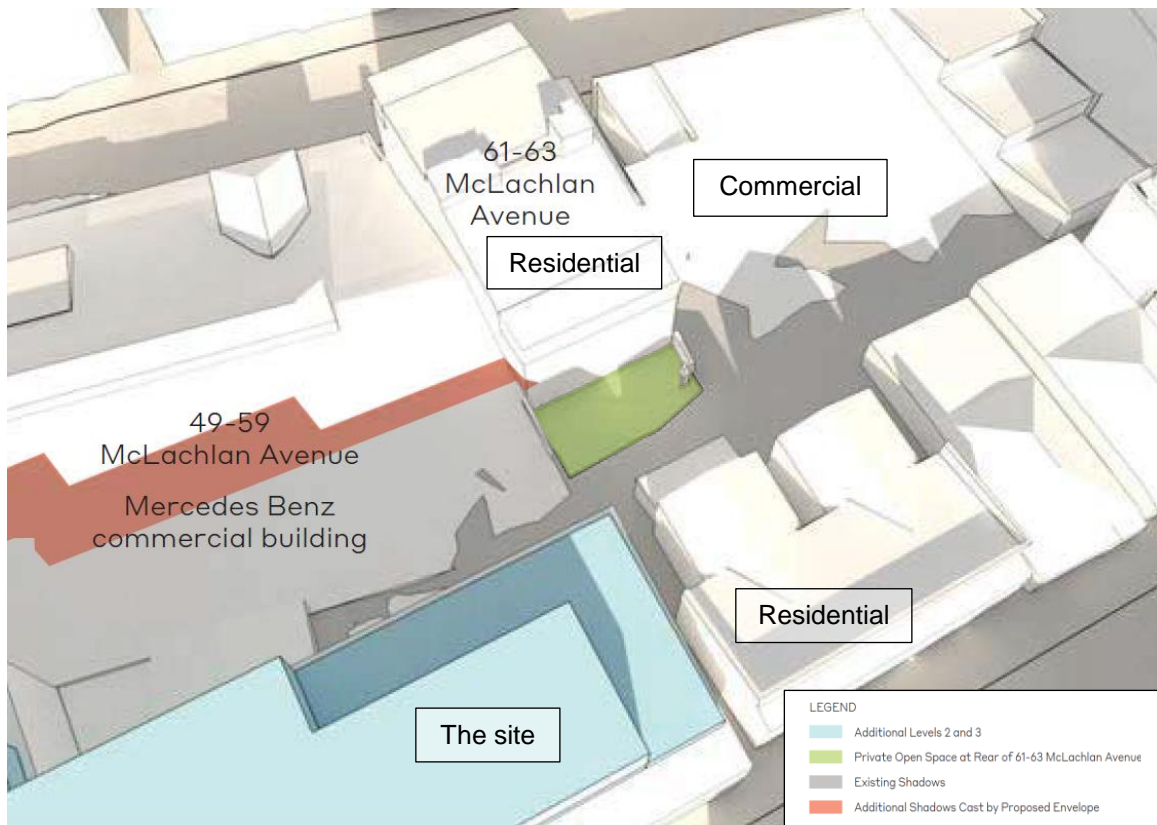 61-63
McLachlan
Avenue
Commercial
Residential
49-59
McLachlan Avenue
Mercedes Benz
commercial building
Residential
The site
LEGEND
Additional Levels 2 and 3
Private Open Space at Rear of 61-63 McLachlan Avenue
Existing Shadows
Additional Shadows Cast by Proposed Envelope